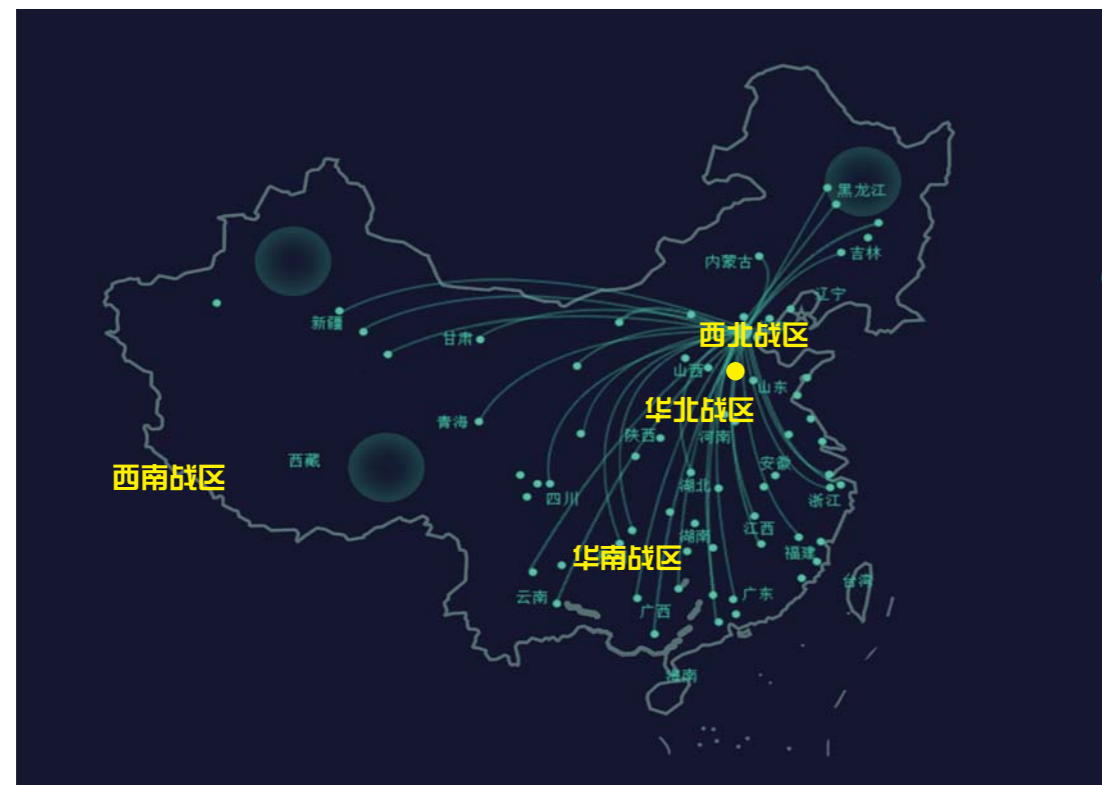 黑龙江
吉林
内蒙古
辽宁
新疆
甘肃
西北战区
山西
山东
华北战区
青海
陕西
河南
西藏
安徽
西南战区
四川
湖北
浙江
江西
湖南
华南战区
福建
台湾
云南
广西
广东
海南